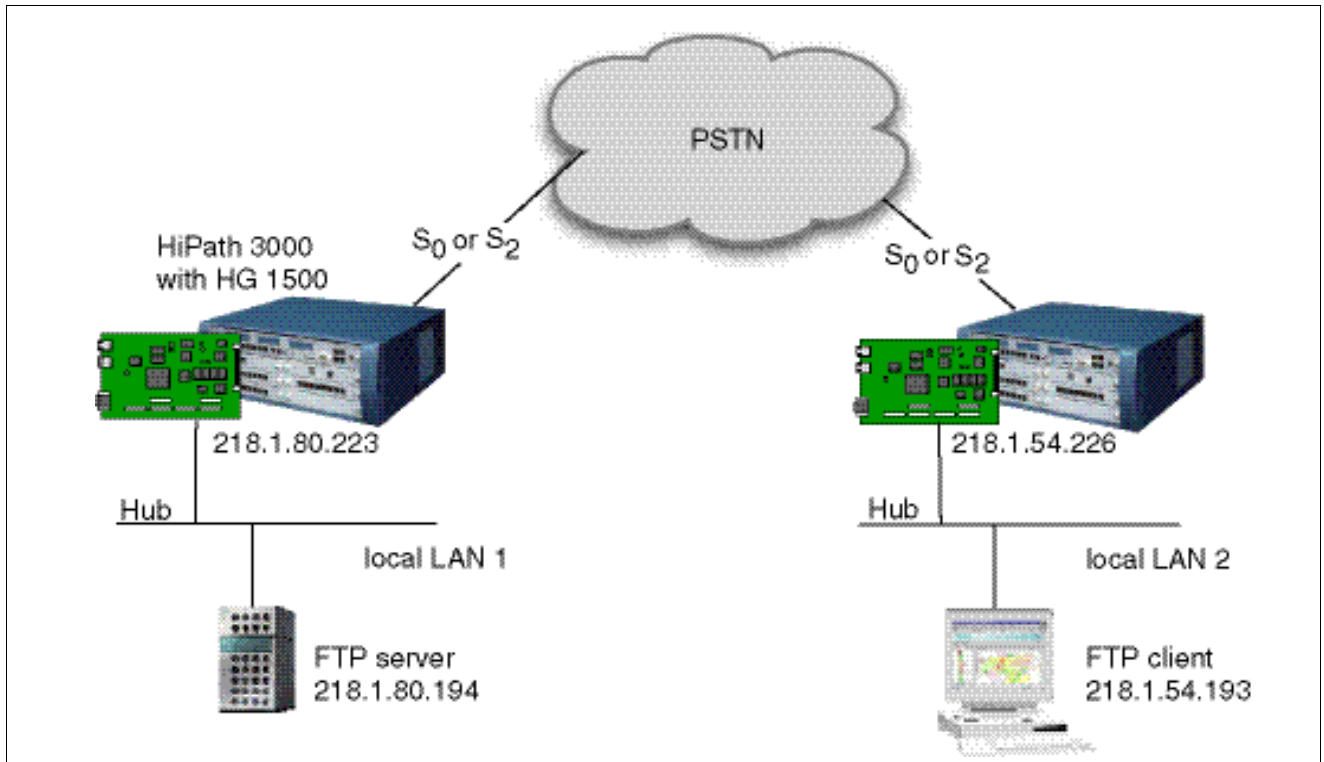 PSTN
S0 or S2
S0 or S2
HiPath 3000
with HG 1500
218.1.80.223
218.1.54.226
Hub
Hub
local LAN 1
local LAN 2
FTP server
218.1.80.194
FTP client
218.1.54.193